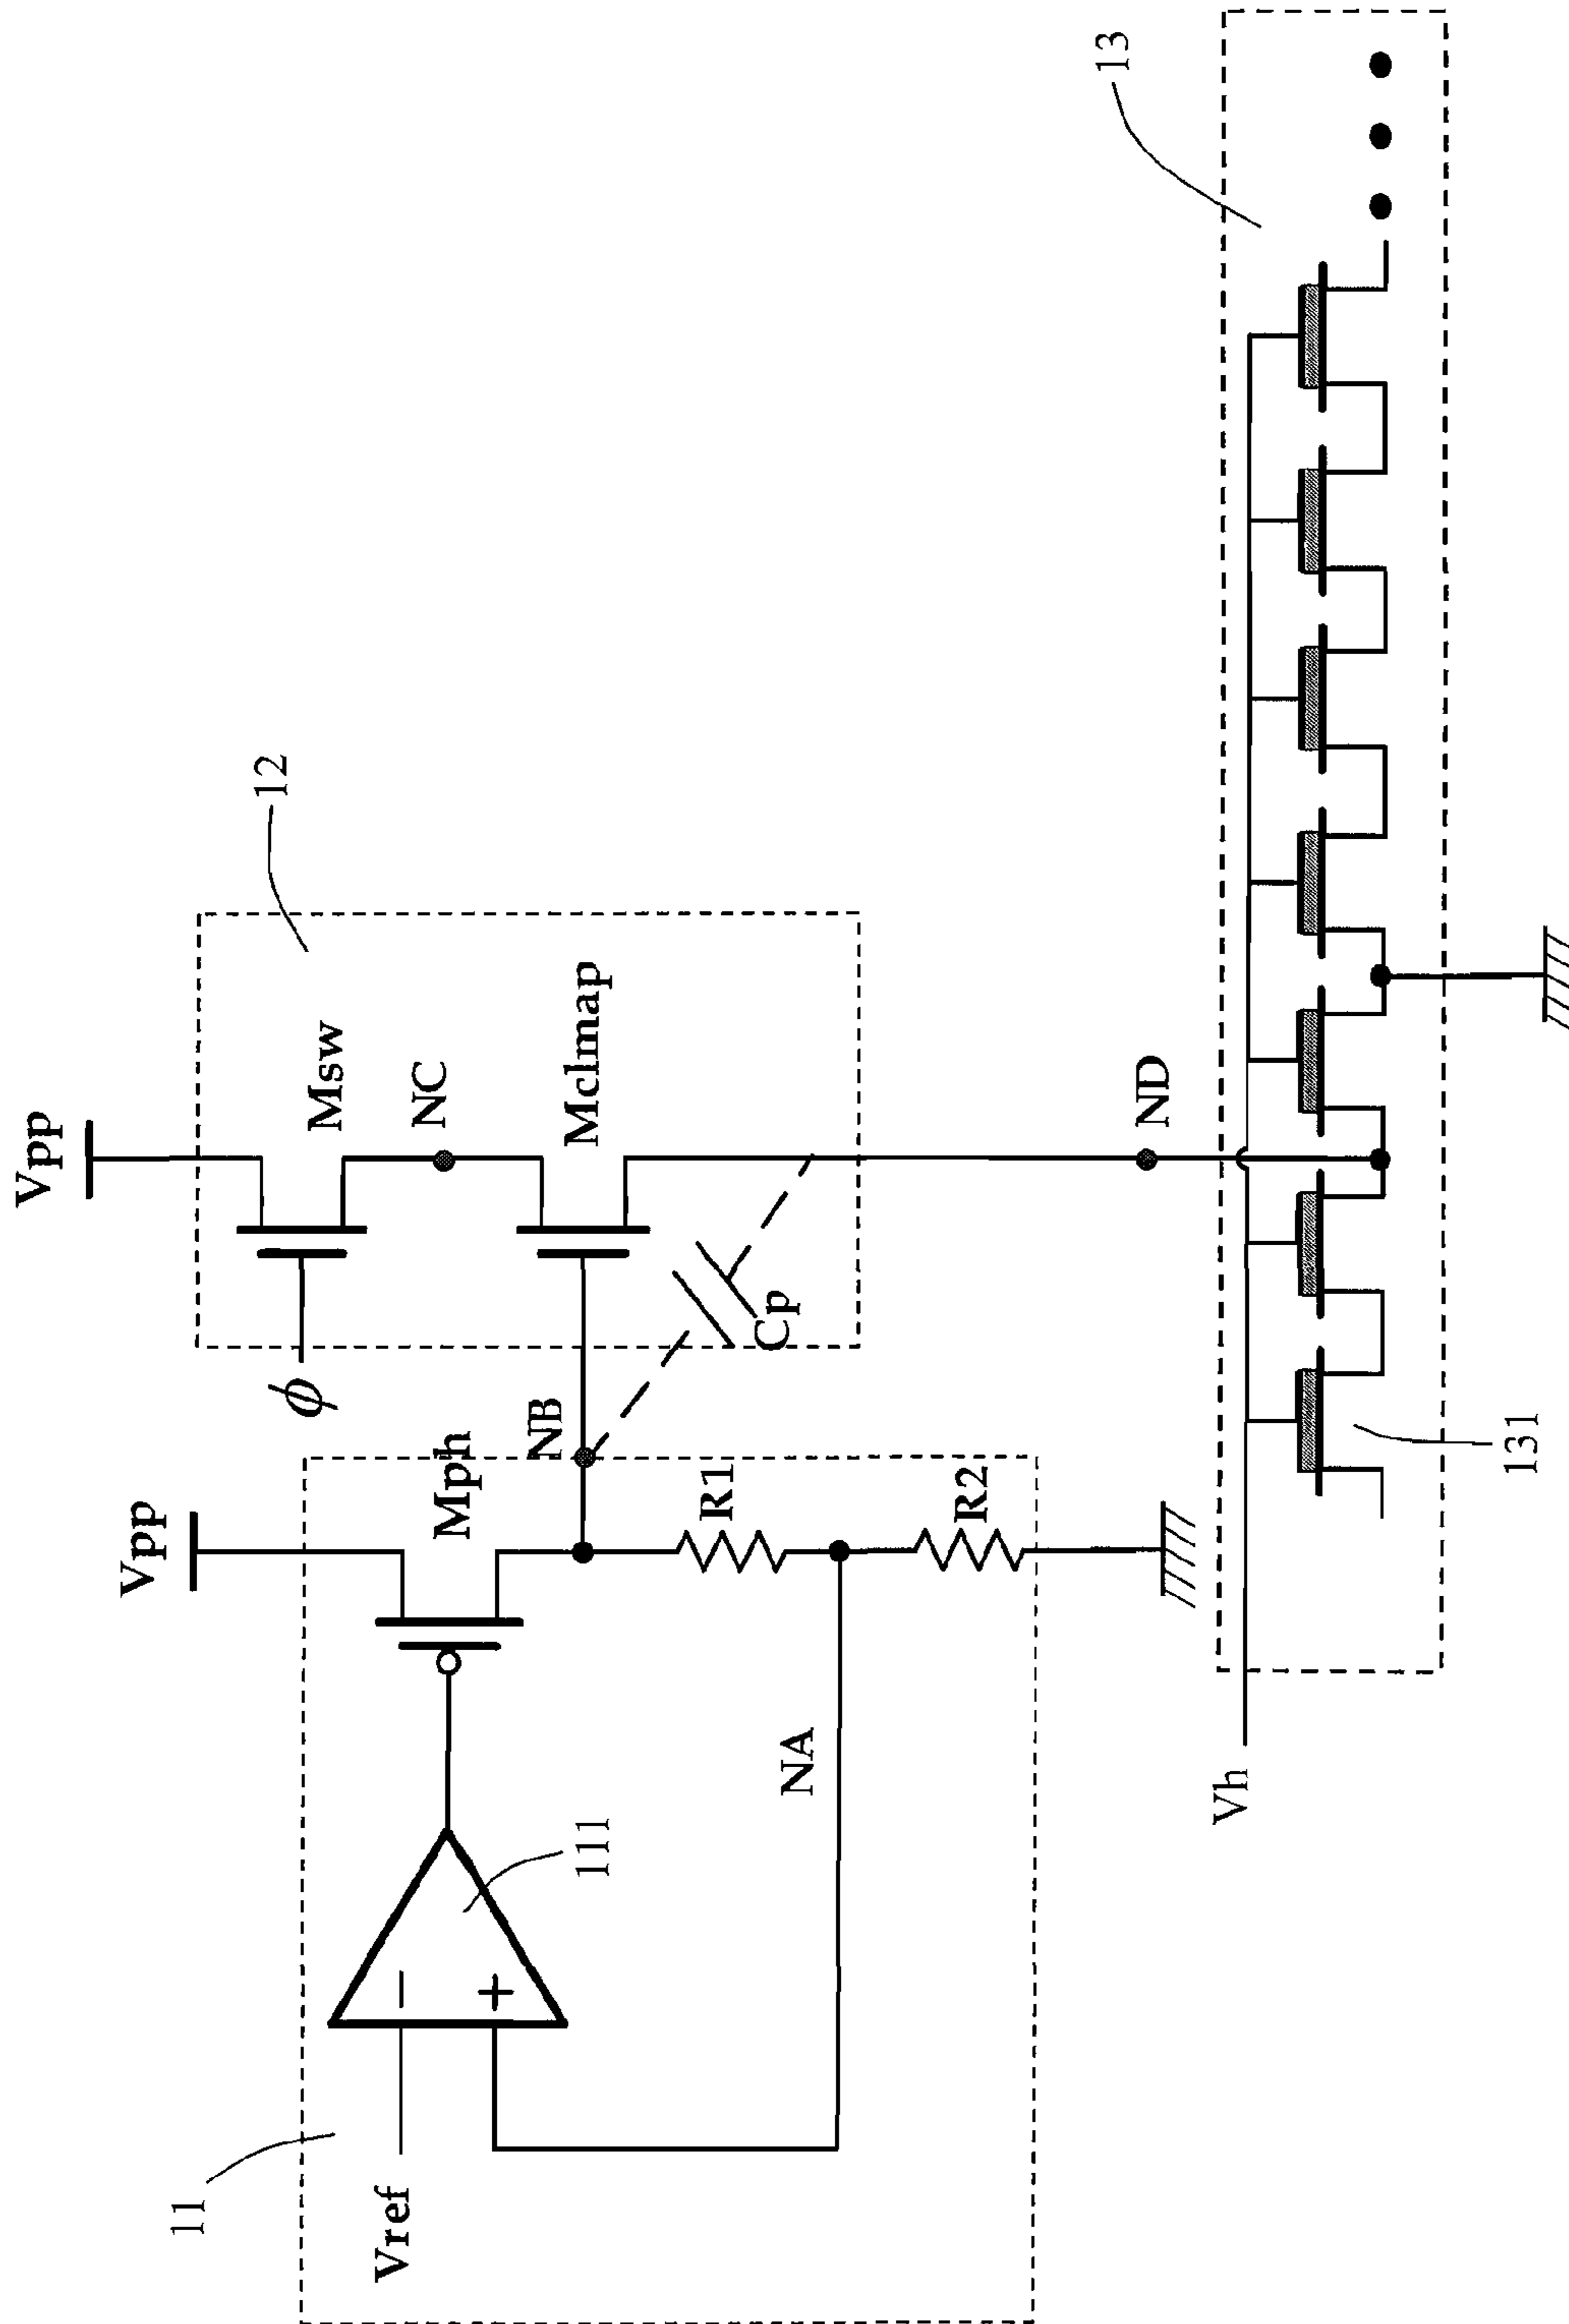 Vpp
Msw
12
NC
ϕ
Mclmap
Cp
Vpp
Mph
NB
R1
R2
11
Vref
−
+
111
NA
ND
13
Vh
131